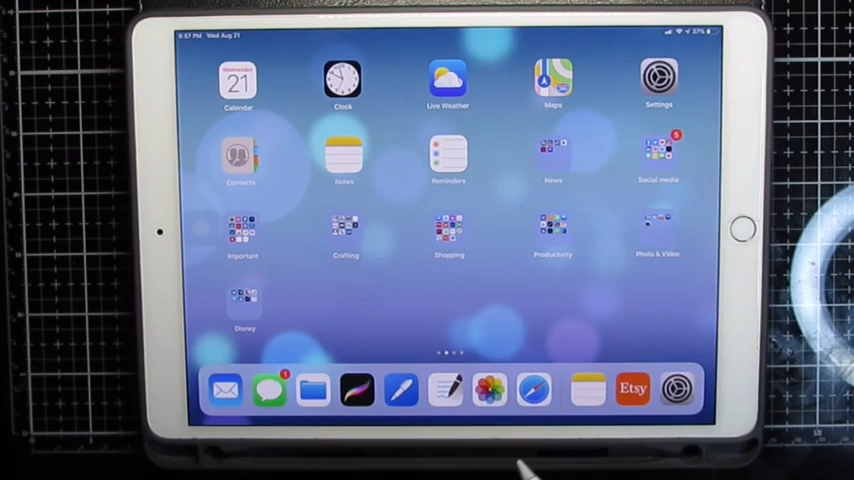 8:57 PM Wed Aug 21
27%
Wednesday
21
Calendar
Clock
Live Weather
Maps
Settings
Contacts
Notes
Reminders
News
5
Social media
Important
Crafting
Shopping
Productivity
Photo & Video
Disney
1
Etsy